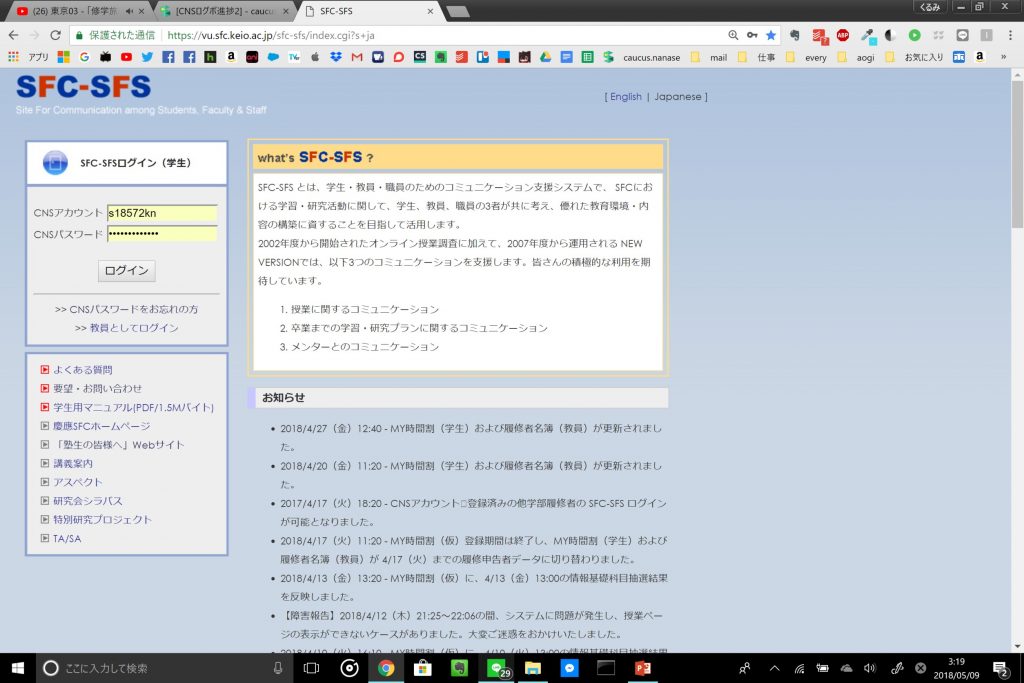 (26) 東京03 - 「修学旅
[CNSログポ進捗2] - caucus
SFC-SFS
くるみ
保護された通信
https://vu.sfc.keio.ac.jp/sfc-sfs/index.cgi?s+ja
アプリ
caucus.nanase
mail
仕事
every
aogi
お気に入り
SFC-SFS
Site For Communication among Students, Faculty & Staff
[ English | Japanese ]
SFC-SFSログイン（学生）
CNSアカウント s18572kn
CNSパスワード •••••••••••••
ログイン
>> CNSパスワードをお忘れの方
>> 教員としてログイン
よくある質問
要望・お問い合わせ
学生用マニュアル(PDF/1.5Mバイト)
慶應SFCホームページ
「塾生の皆様へ」Webサイト
講義案内
アスペクト
研究会シラバス
特別研究プロジェクト
TA/SA
what's SFC-SFS ?
SFC-SFS とは、学生・教員・職員のためのコミュニケーション支援システムで、 SFCにお
ける学習・研究活動に関して、学生、教員、職員の3者が共に考え、優れた教育環境・内
容の構築に資することを目指して活用します。
2002年度から開始されたオンライン授業調査に加えて、2007年度から運用される NEW
VERSIONでは、以下3つのコミュニケーションを支援します。皆さんの積極的な利用を期
待しています。
1. 授業に関するコミュニケーション
2. 卒業までの学習・研究プランに関するコミュニケーション
3. メンターとのコミュニケーション
お知らせ
• 2018/4/27（金）12:40 - MY時間割（学生）および履修者名簿（教員）が更新されまし
た。
• 2018/4/20（金）11:20 - MY時間割（学生）および履修者名簿（教員）が更新されまし
た。
• 2017/4/17（火）18:20 - CNSアカウント□登録済みの他学部履修者の SFC-SFS ログイン
が可能となりました。
• 2018/4/17（火）11:20 - MY時間割（仮）登録期間は終了し、MY時間割（学生）および
履修者名簿（教員）が 4/17（火）までの履修申告者データに切り替わりました。
• 2018/4/13（金）13:20 - MY時間割（仮）に、4/13（金）13:00の情報基礎科目抽選結果
を反映しました。
• 【障害報告】2018/4/12（木）21:25～22:06の間、システムに問題が発生し、授業ペー
ジの表示ができないケースがありました。大変ご迷惑をおかけいたしました。
ここに入力して検索
29
3:19
2018/05/09
2